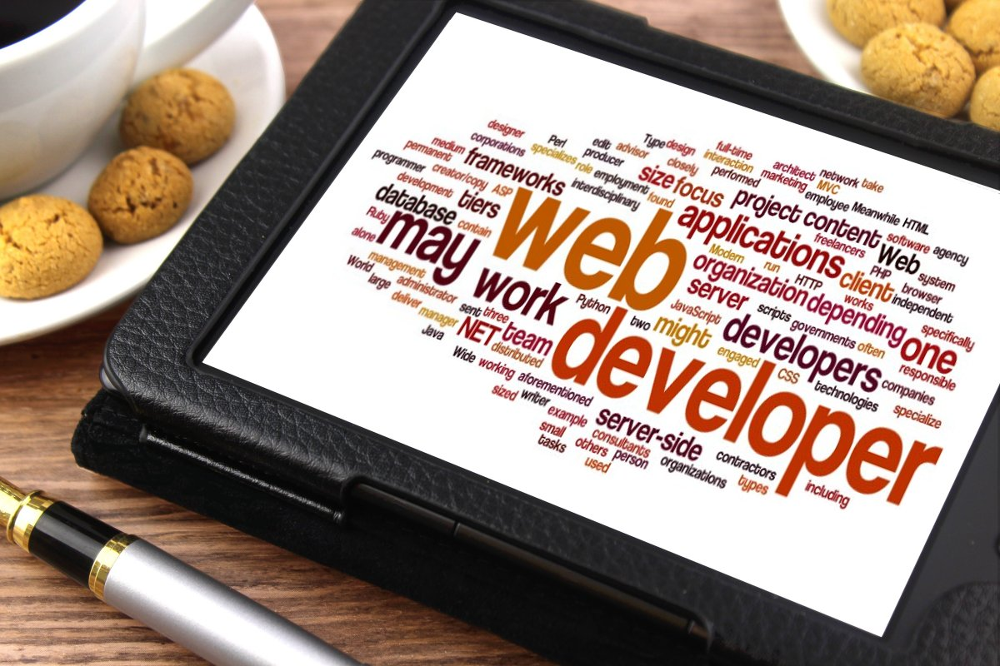 designer
corporations
Perl
edit
advisor
Type
design
full-time
medium
specializes
role
producer
closely
interaction
architect
network
take
permanent
frameworks
employment
size
focus
performed
marketing
MVC
programmer
creator/copy
ASP
interdisciplinary
found
project
content
employee
Meanwhile
HTML
development
tiers
web
applications
freelancers
software
agency
database
contain
Modern
run
client
PHP
Web
system
Ruby
may
work
organization
HTTP
works
browser
alone
management
Python
server
depending
independent
World
administrator
JavaScript
scripts
governments
one
specifically
large
deliver
manager
sent
three
team
two
might
developers
often
responsible
Java
NET
distributed
developer
engaged
CSS
technologies
companies
Wide
working
aforementioned
specialize
sized
writer
example
server-side
small
others
consultants
person
contractors
tasks
used
organizations
types
including